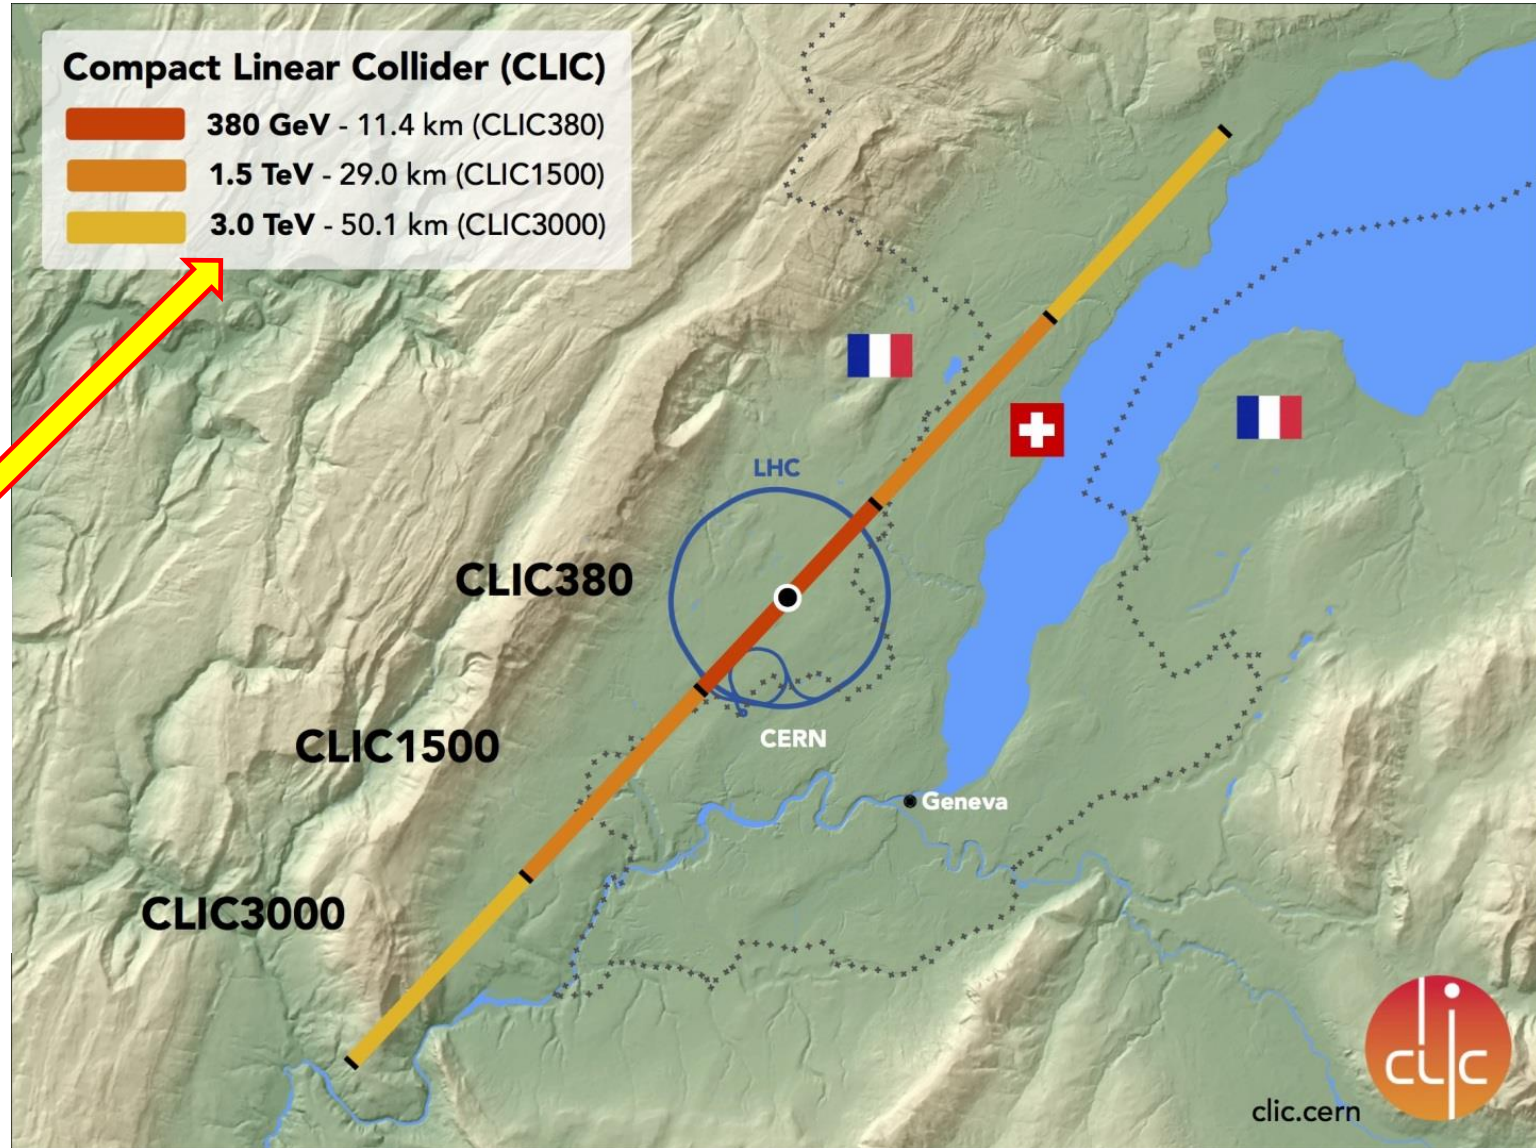 Compact Linear Collider (CLIC)
380 GeV - 11.4 km (CLIC380)
1.5 TeV - 29.0 km (CLIC1500)
3.0 TeV - 50.1 km (CLIC3000)
LHC
CLIC380
CLIC1500
CERN
Geneva
CLIC3000
clic
clic.cern